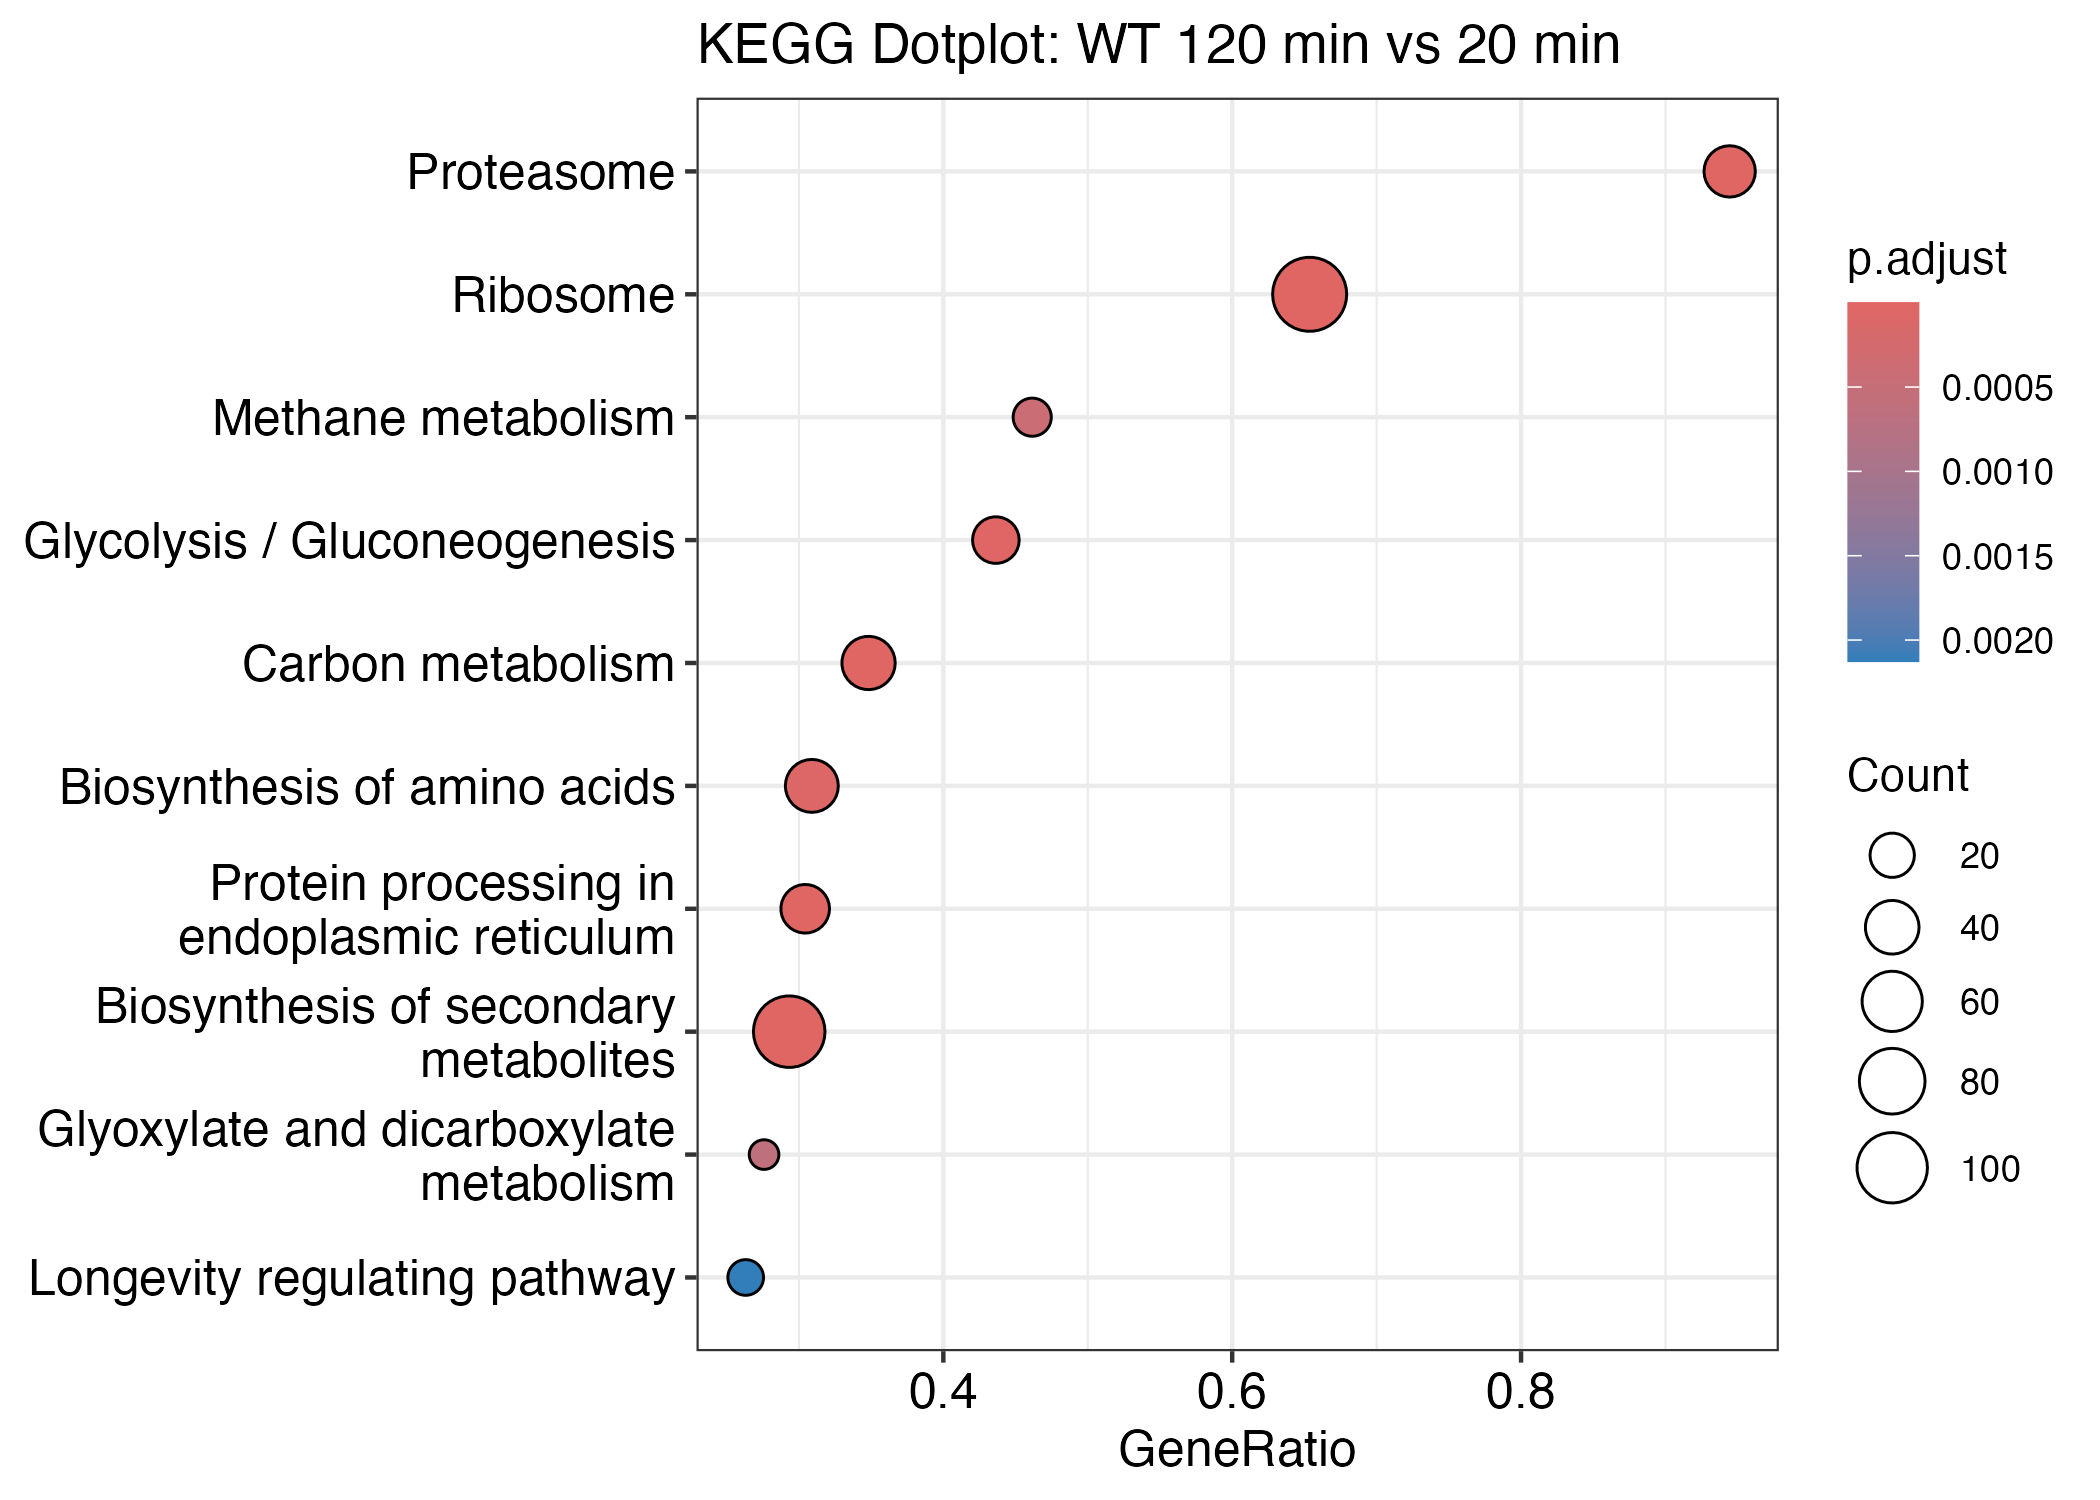 KEGG Dotplot: WT 120 min vs 20 min
Proteasome
Ribosome
Methane metabolism
Glycolysis / Gluconeogenesis
Carbon metabolism
Biosynthesis of amino acids
Protein processing in
endoplasmic reticulum
Biosynthesis of secondary
metabolites
Glyoxylate and dicarboxylate
metabolism
Longevity regulating pathway
0.4
0.6
0.8
GeneRatio
p.adjust
0.0005
0.0010
0.0015
0.0020
Count
20
40
60
80
100